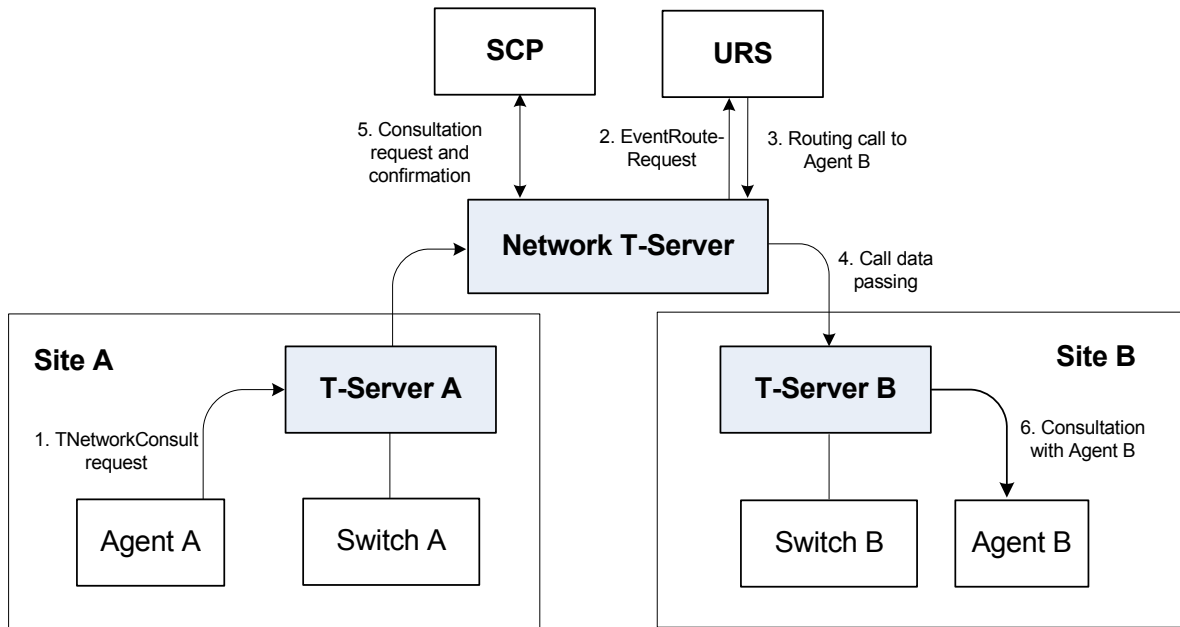 SCP
URS
5. Consultation
request and
confirmation
2. EventRoute-
Request
3. Routing call to
Agent B
Network T-Server
4. Call data
passing
Site A
T-Server A
1. TNetworkConsult
request
Agent A
Switch A
Site B
T-Server B
6. Consultation
with Agent B
Switch B
Agent B